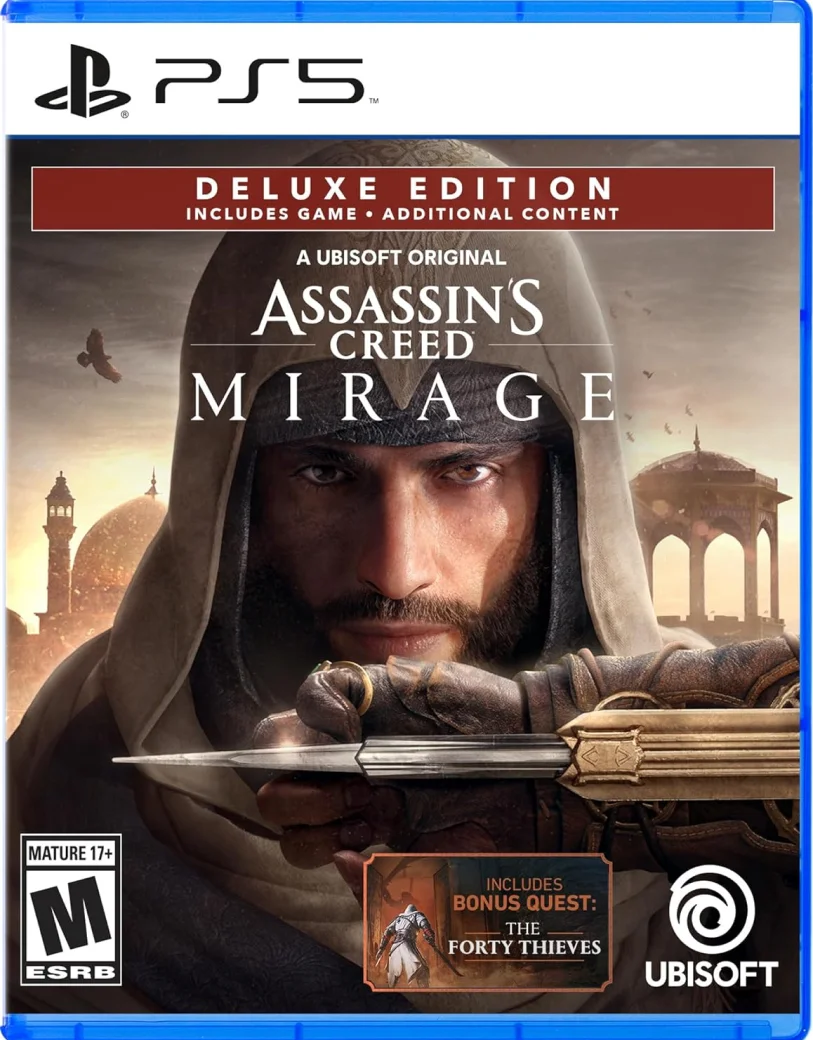 PS5
DELUXE EDITION
INCLUDES GAME • ADDITIONAL CONTENT
A UBISOFT ORIGINAL
ASSASSIN'S
CREED
MIRAGE
MATURE 17+
M
ESRB
INCLUDES
BONUS QUEST:
THE
FORTY THIEVES
UBISOFT